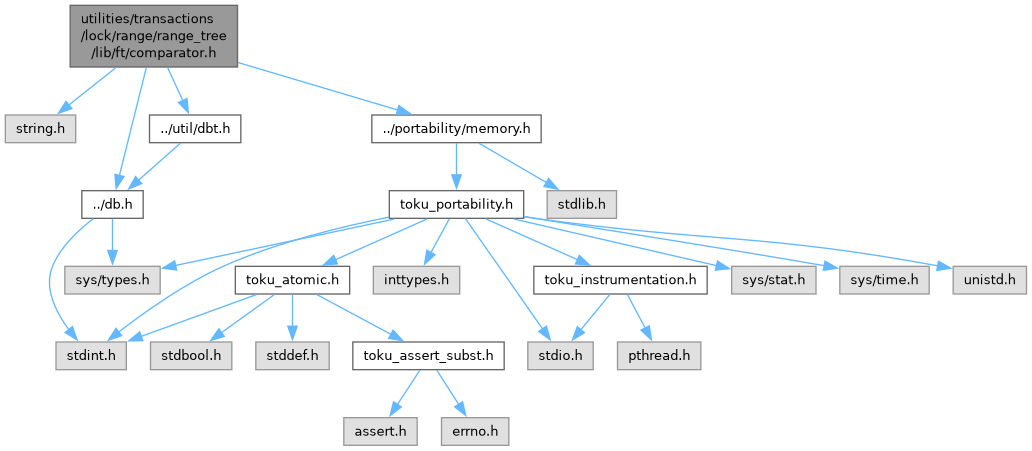 utilities/transactions
/lock/range/range_tree
/lib/ft/comparator.h
string.h
../util/dbt.h
../portability/memory.h
../db.h
toku_portability.h
stdlib.h
sys/types.h
toku_atomic.h
inttypes.h
toku_instrumentation.h
sys/stat.h
sys/time.h
unistd.h
stdint.h
stdbool.h
stddef.h
toku_assert_subst.h
stdio.h
pthread.h
assert.h
errno.h